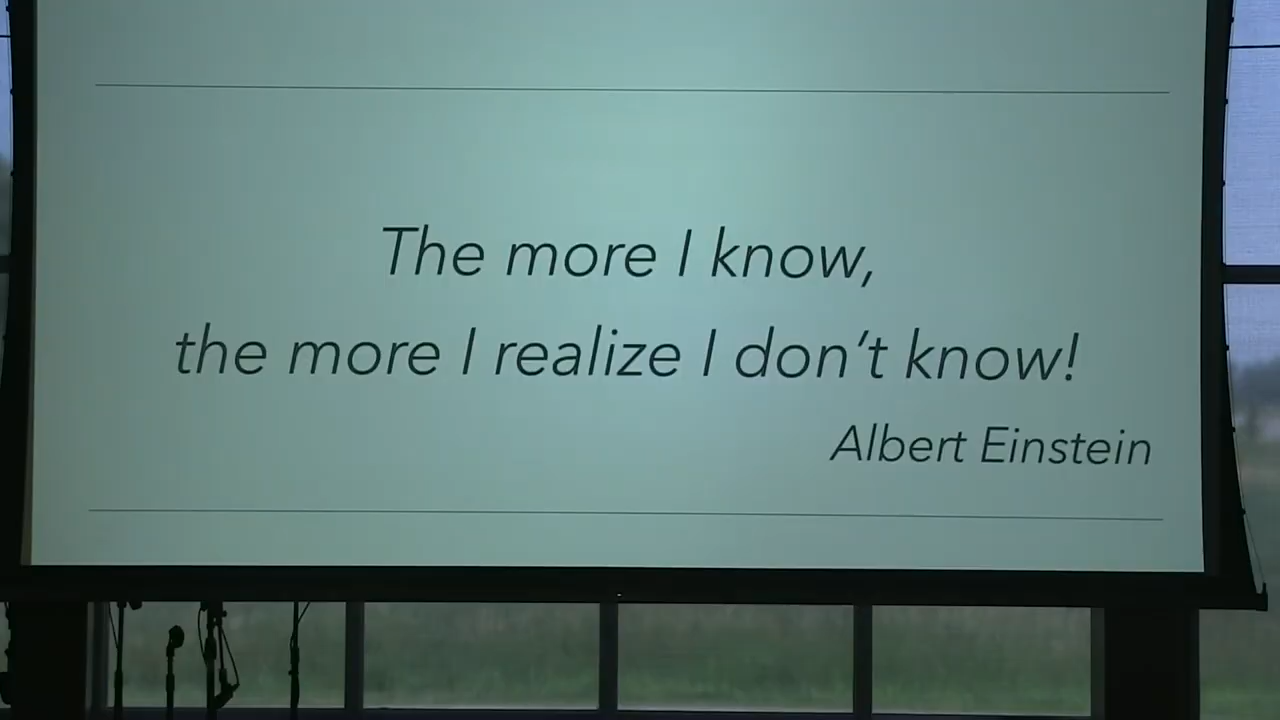 The more I know,
the more I realize I don't know!
Albert Einstein